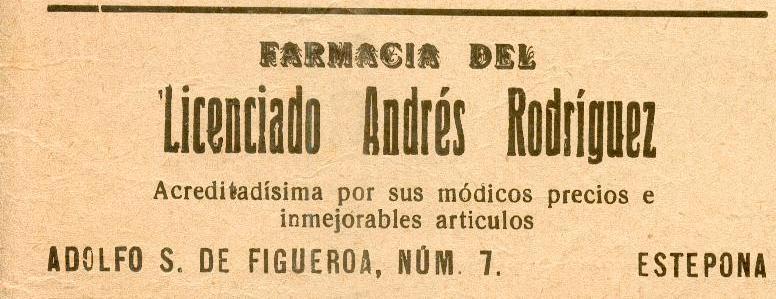 FARMACIA DEL
Licenciado Andrés Rodríguez
Acreditadísima por sus módicos precios e
inmejorables articulos
ADOLFO S. DE FIGUEROA, NÚM. 7. ESTEPONA